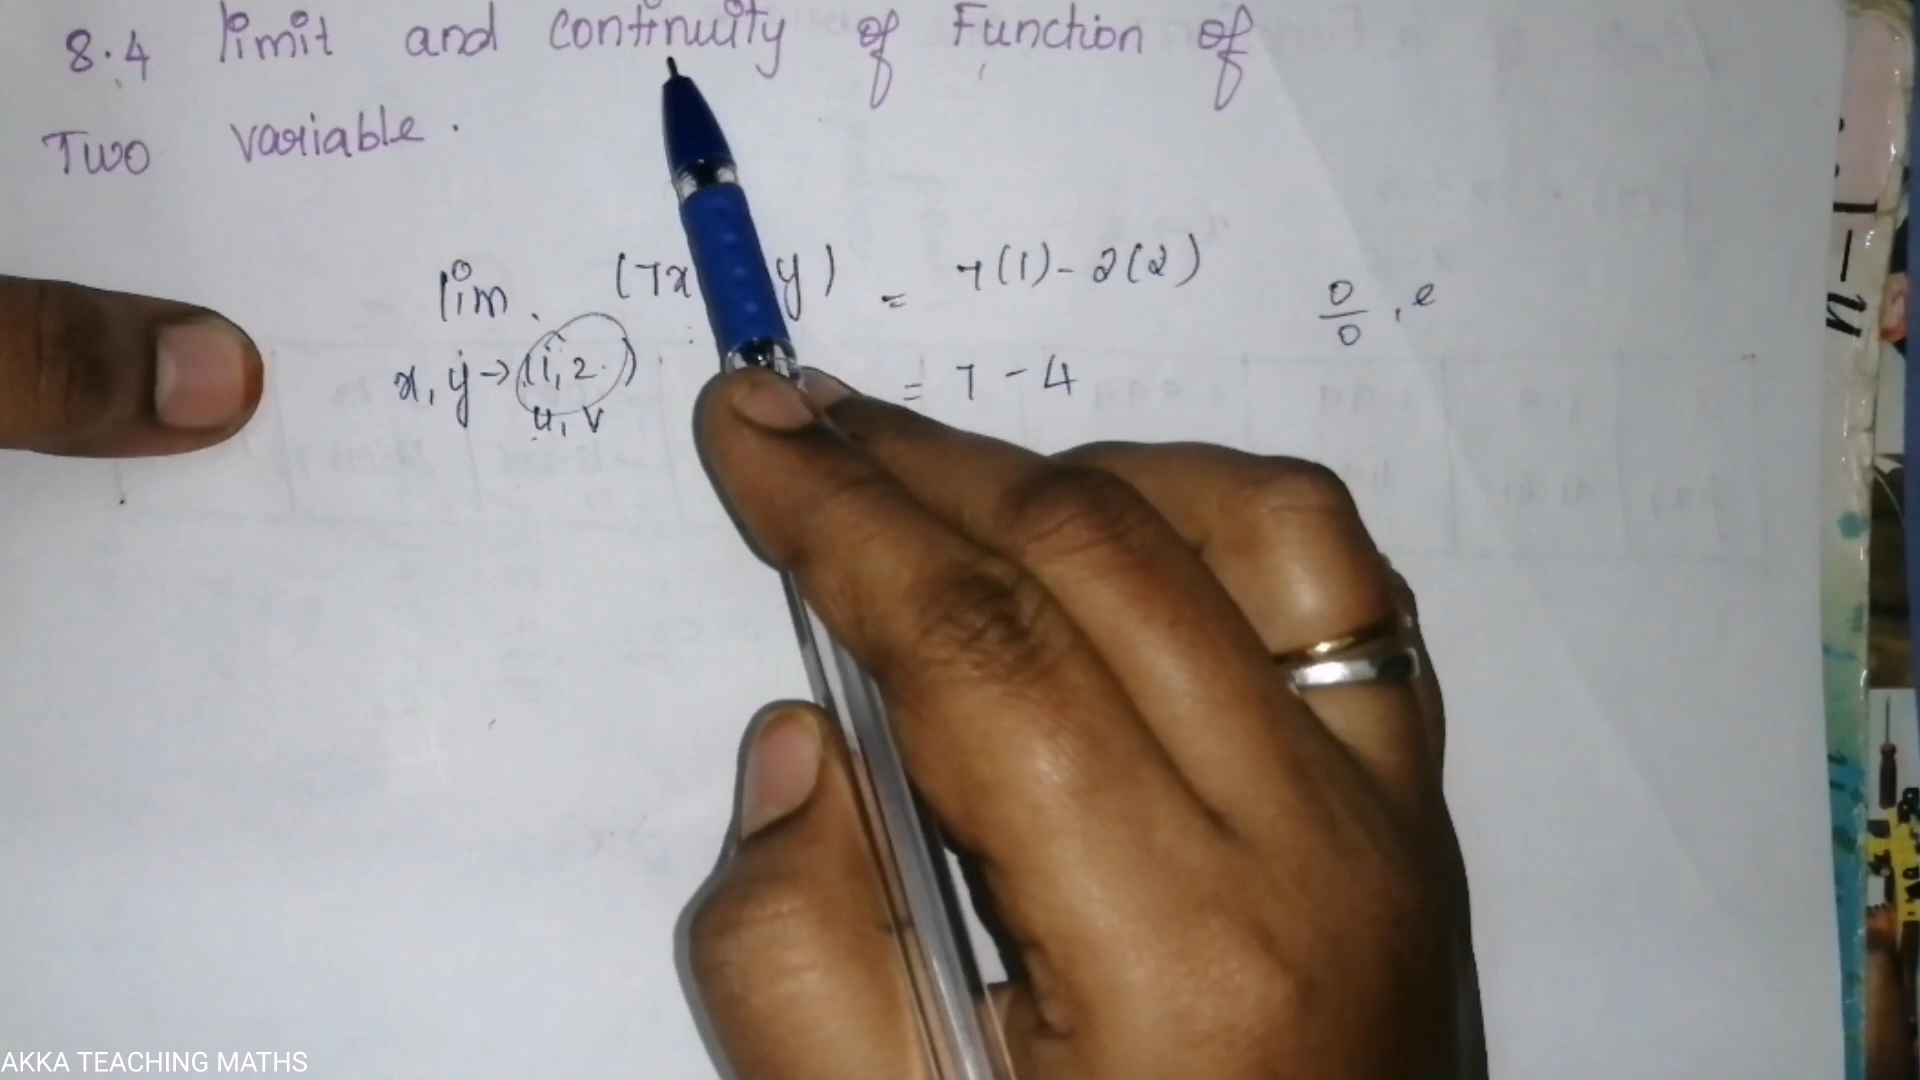 8.4 limit and continuity of Function of
Two variable.
lim (7x y) = 7(1)-2(2)
x, y→(1,2)
u, v
= 7-4
0/0, e
AKKA TEACHING MATHS